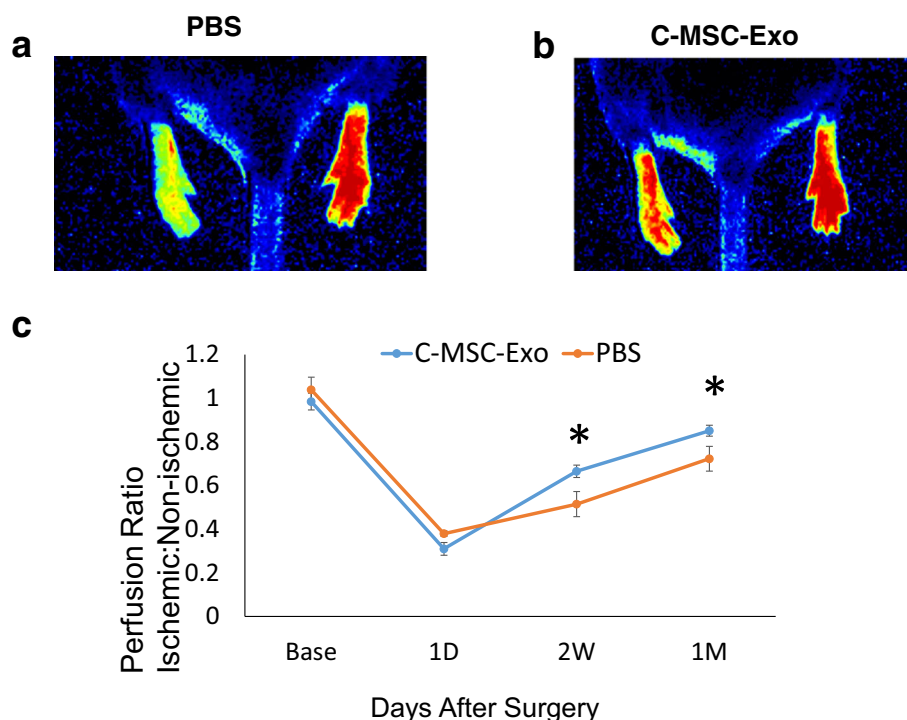 PBS
a
C-MSC-Exo
b
c
C-MSC-Exo PBS
Perfusion Ratio
Ischemic:Non-ischemic
1.2
1
0.8
0.6
0.4
0.2
0
* *
Base 1D 2W 1M
Days After Surgery